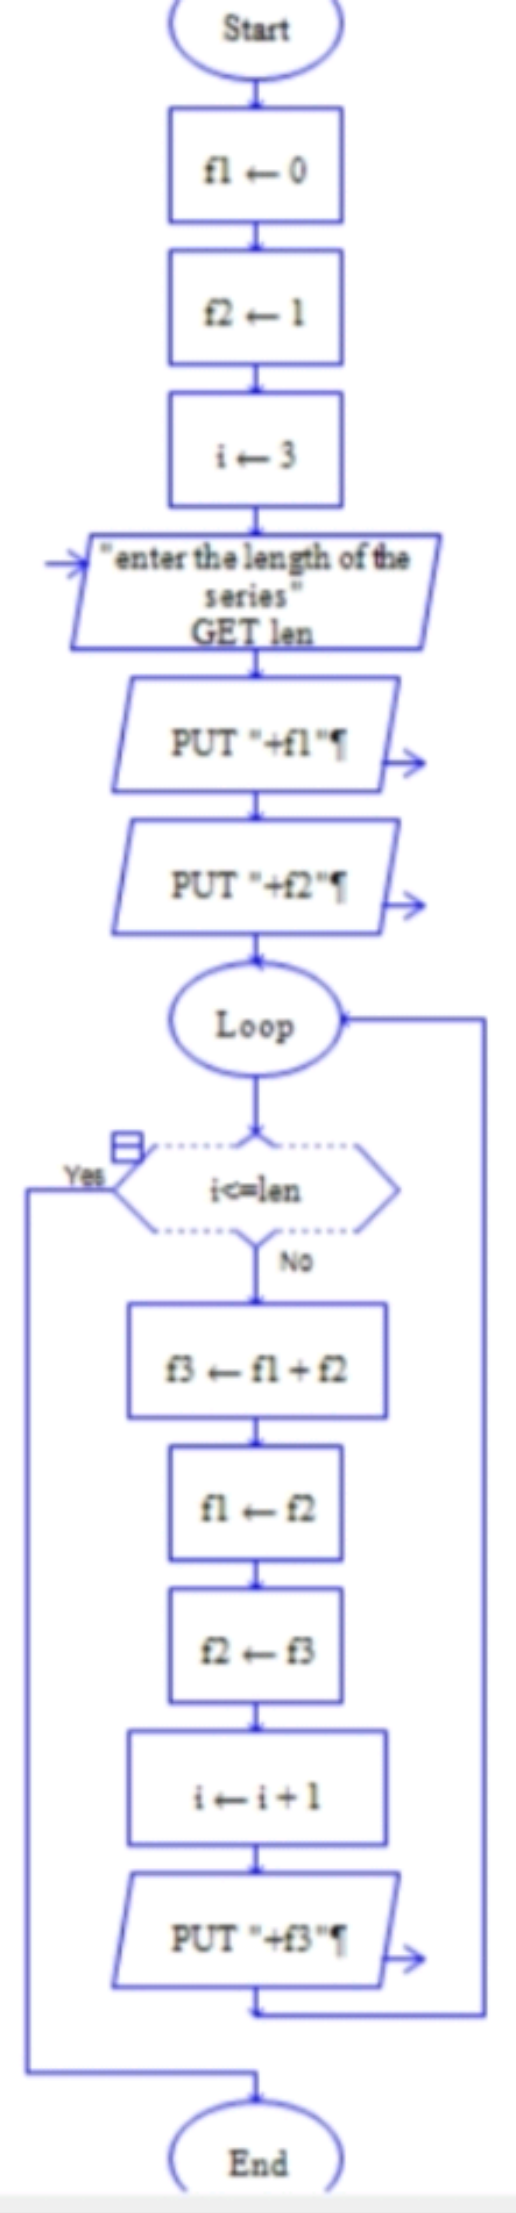 Start
f1 ← 0
f2 ← 1
i ← 3
"enter the length of the
series"
GET len
PUT "+f1"¶
PUT "+f2"¶
Loop
Yes
i<=len
No
f3 ← f1 + f2
f1 ← f2
f2 ← f3
i ← i + 1
PUT "+f3"¶
End